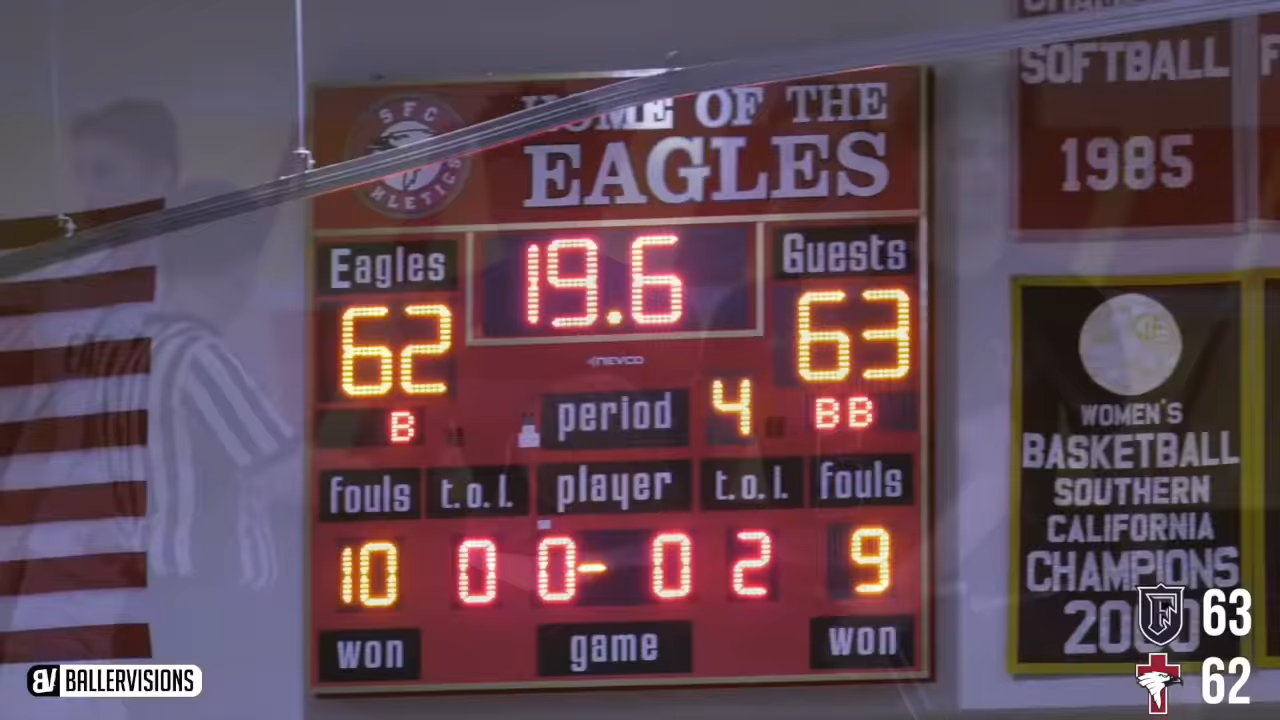 SFC
ATHLETICS
HOME OF THE
EAGLES
SOFTBALL
1985
Eagles
19.6
Guests
62
63
NEVCO
B
period
4
BB
fouls
t.o.l.
player
t.o.l.
fouls
10
0
0-0
2
9
won
game
won
WOMEN'S
BASKETBALL
SOUTHERN
CALIFORNIA
CHAMPIONS
63
62
BV BALLERVISIONS